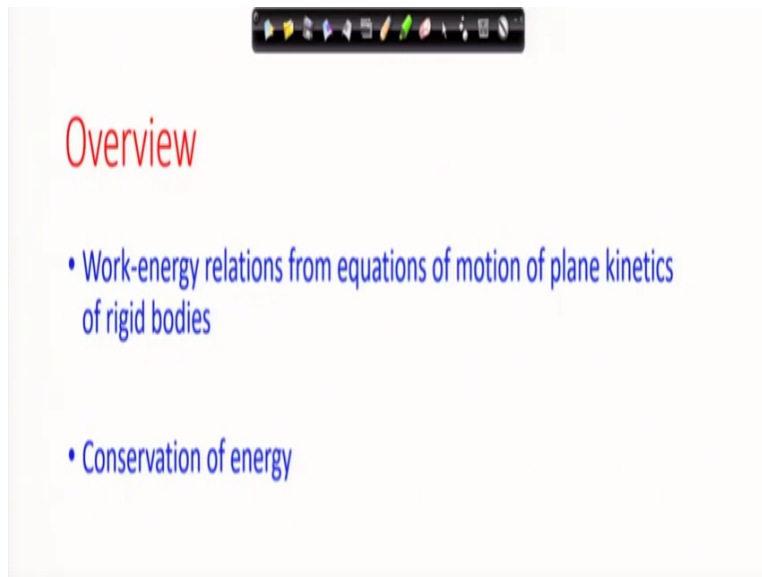 Overview
• Work-energy relations from equations of motion of plane kinetics
of rigid bodies
• Conservation of energy